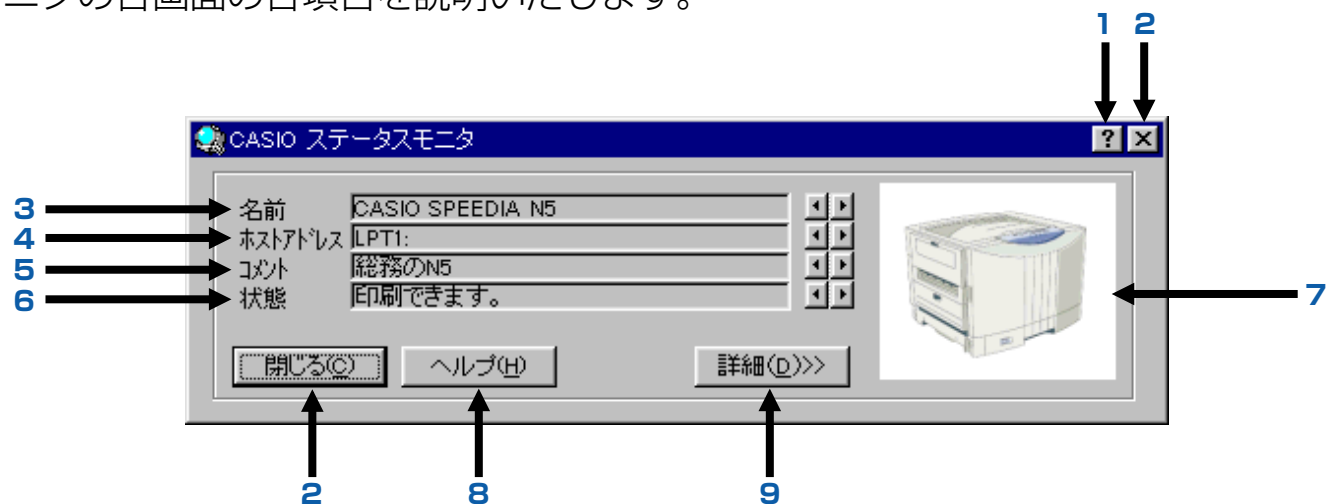 ニタの各画面の各項目を説明いたします。
1 2
CASIO ステータスモニタ
3 名前 CASIO SPEEDIA N5
4 ホストアドレス LPT1:
5 コメント 総務のN5
6 状態 印刷できます。
7
閉じる(C) ヘルプ(H) 詳細(D)>>>
2 8 9